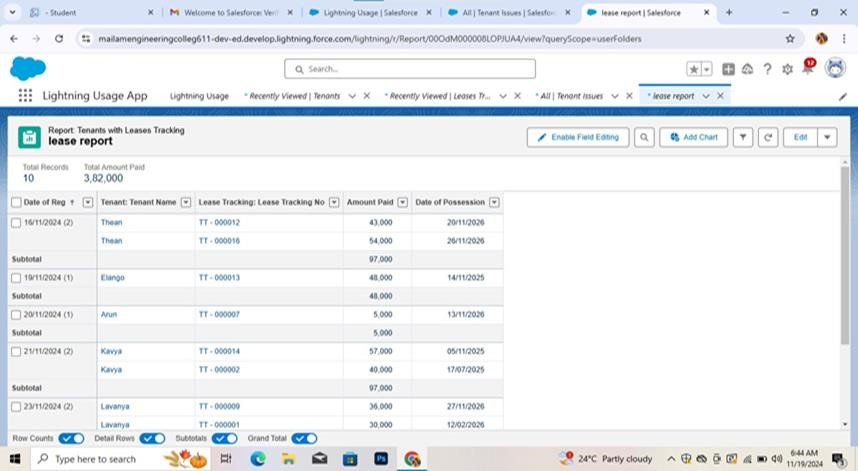 - Student
Welcome to Salesforce: Veri
Lightning Usage | Salesforce
All | Tenant Issues | Salesfor
lease report | Salesforce
mailamengineeringcolleg611-dev-ed.develop.lightning.force.com/lightning/r/Report/00OdM000008LOPJUA4/view?queryScope=userFolders
Search...
12
Lightning Usage App
Lightning Usage
* Recently Viewed | Tenants
* Recently Viewed | Leases Tr...
* All | Tenant Issues
* lease report
Report: Tenants with Leases Tracking
lease report
Enable Field Editing
Add Chart
Edit
Total Records Total Amount Paid
10 3,82,000
Date of Reg ↑ Tenant: Tenant Name Lease Tracking: Lease Tracking No Amount Paid Date of Possession
16/11/2024 (2) Thean TT - 000012 43,000 20/11/2026
Thean TT - 000016 54,000 26/11/2026
Subtotal 97,000
19/11/2024 (1) Elango TT - 000013 48,000 14/11/2025
Subtotal 48,000
20/11/2024 (1) Arun TT - 000007 5,000 13/11/2026
Subtotal 5,000
21/11/2024 (2) Kavya TT - 000014 57,000 05/11/2025
Kavya TT - 000002 40,000 17/07/2025
Subtotal 97,000
23/11/2024 (2) Lavanya TT - 000009 36,000 27/11/2026
Lavanya TT - 000001 30,000 12/02/2026
Row Counts Detail Rows Subtotals Grand Total
Type here to search
Ps
24°C Partly cloudy
6:44 AM
11/19/2024